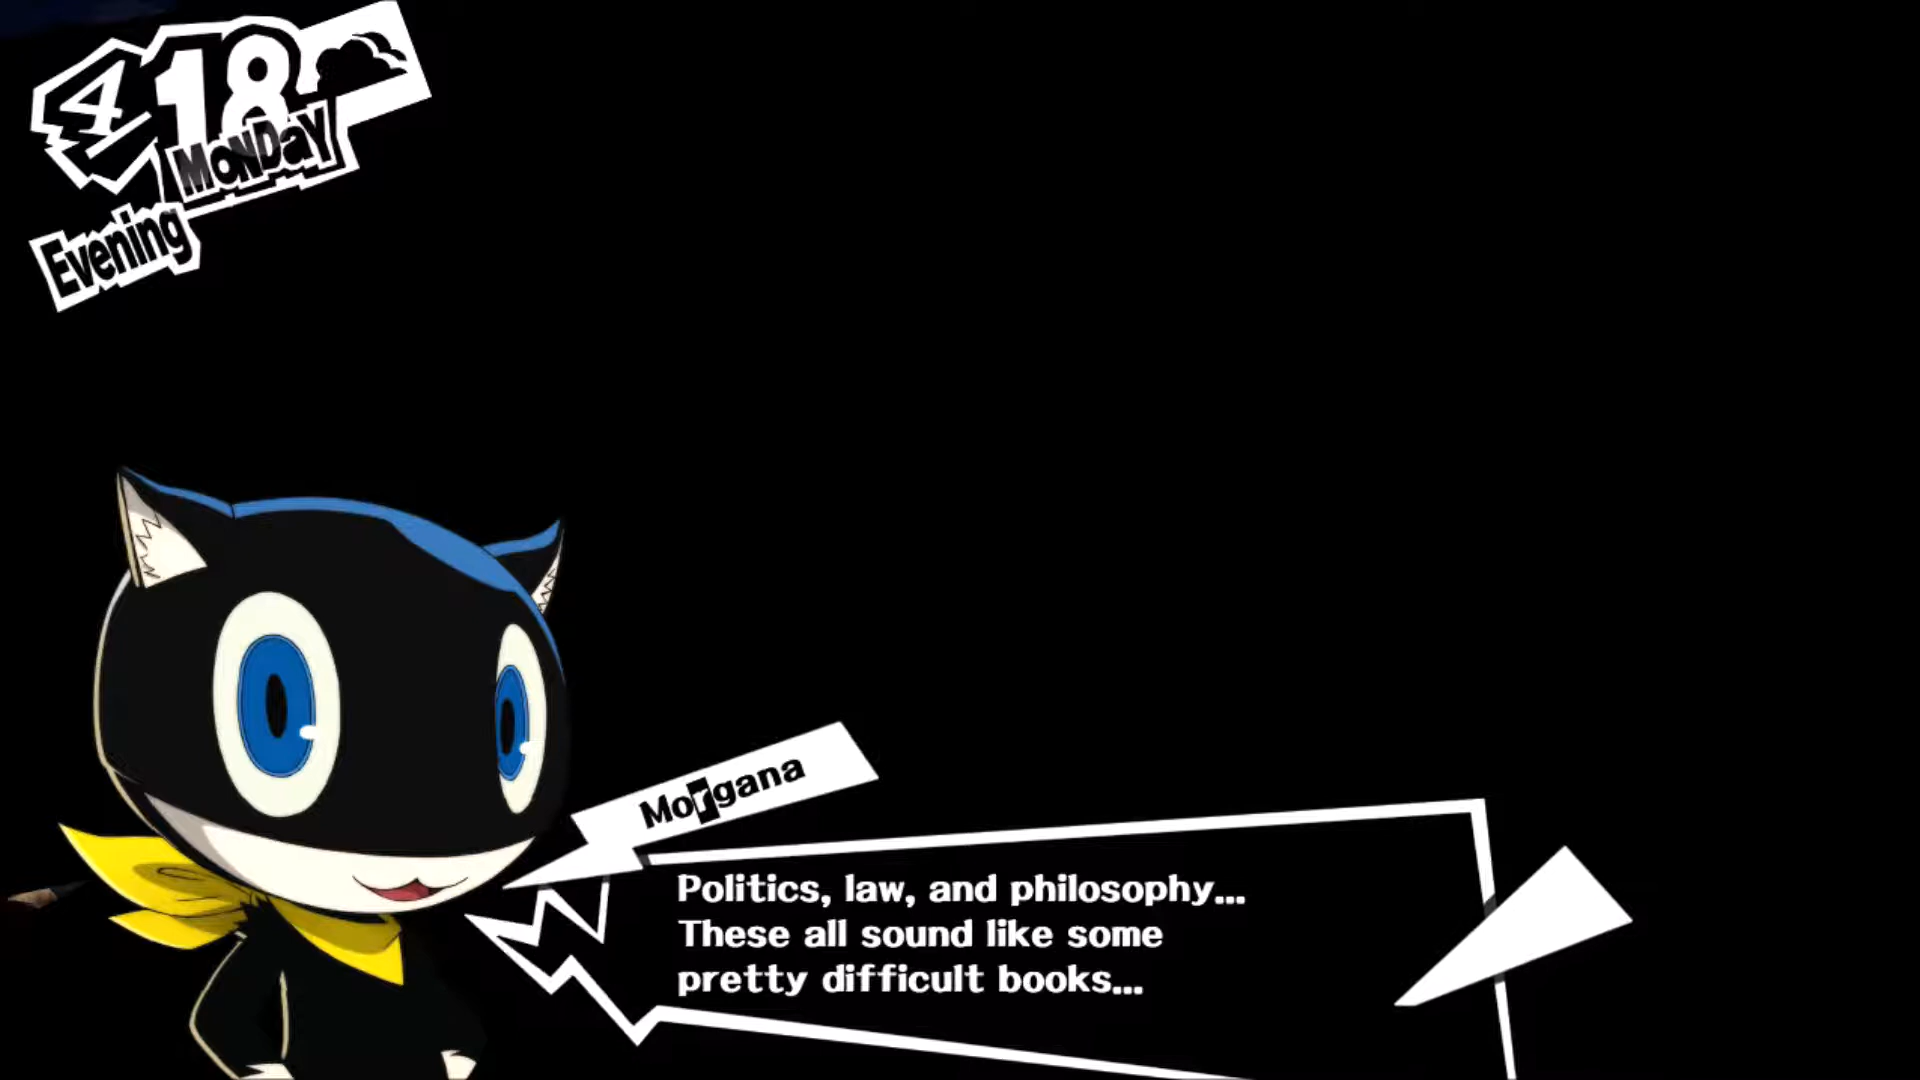 4 18
MonDaY
Evening
Morgana
Politics, law, and philosophy...
These all sound like some
pretty difficult books...